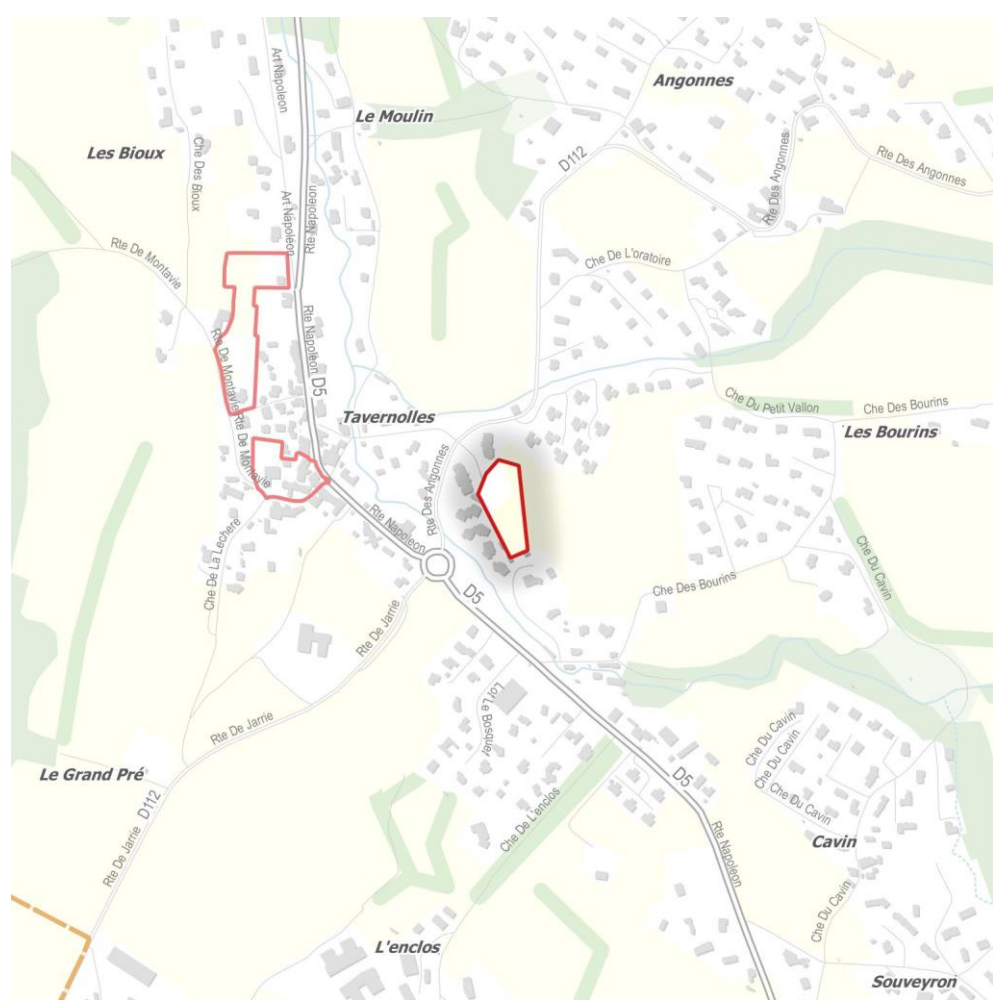 Art Napoleon
Angonnes
Le Moulin
Les Bioux
Che Des Bioux
D112
Rte Des Angonnes
Rte Des Angonnes
Art Napoleon
Rte Napoleon
Rte De Montavie
Che De L'oratoire
Rte Napoleon
Rte De Montavie
D5
Che Du Petit Vallon
Che Des Bourins
Tavernolles
Les Bourins
Rte De Montavie
Rte Des Angonnes
Rte Napoleon
Che De La Lechere
Che Du Cavin
Che Des Bourins
D5
Rte De Jarrie
Lot Le Bosquet
Rte De Jarrie
Che Du Cavin
Che Du Cavin
Le Grand Pré
D5
Che Du Cavin
D112
Che De L'enclos
Rte Napoleon
Cavin
Rte De Jarrie
Che Du Cavin
L'enclos
Souveyron